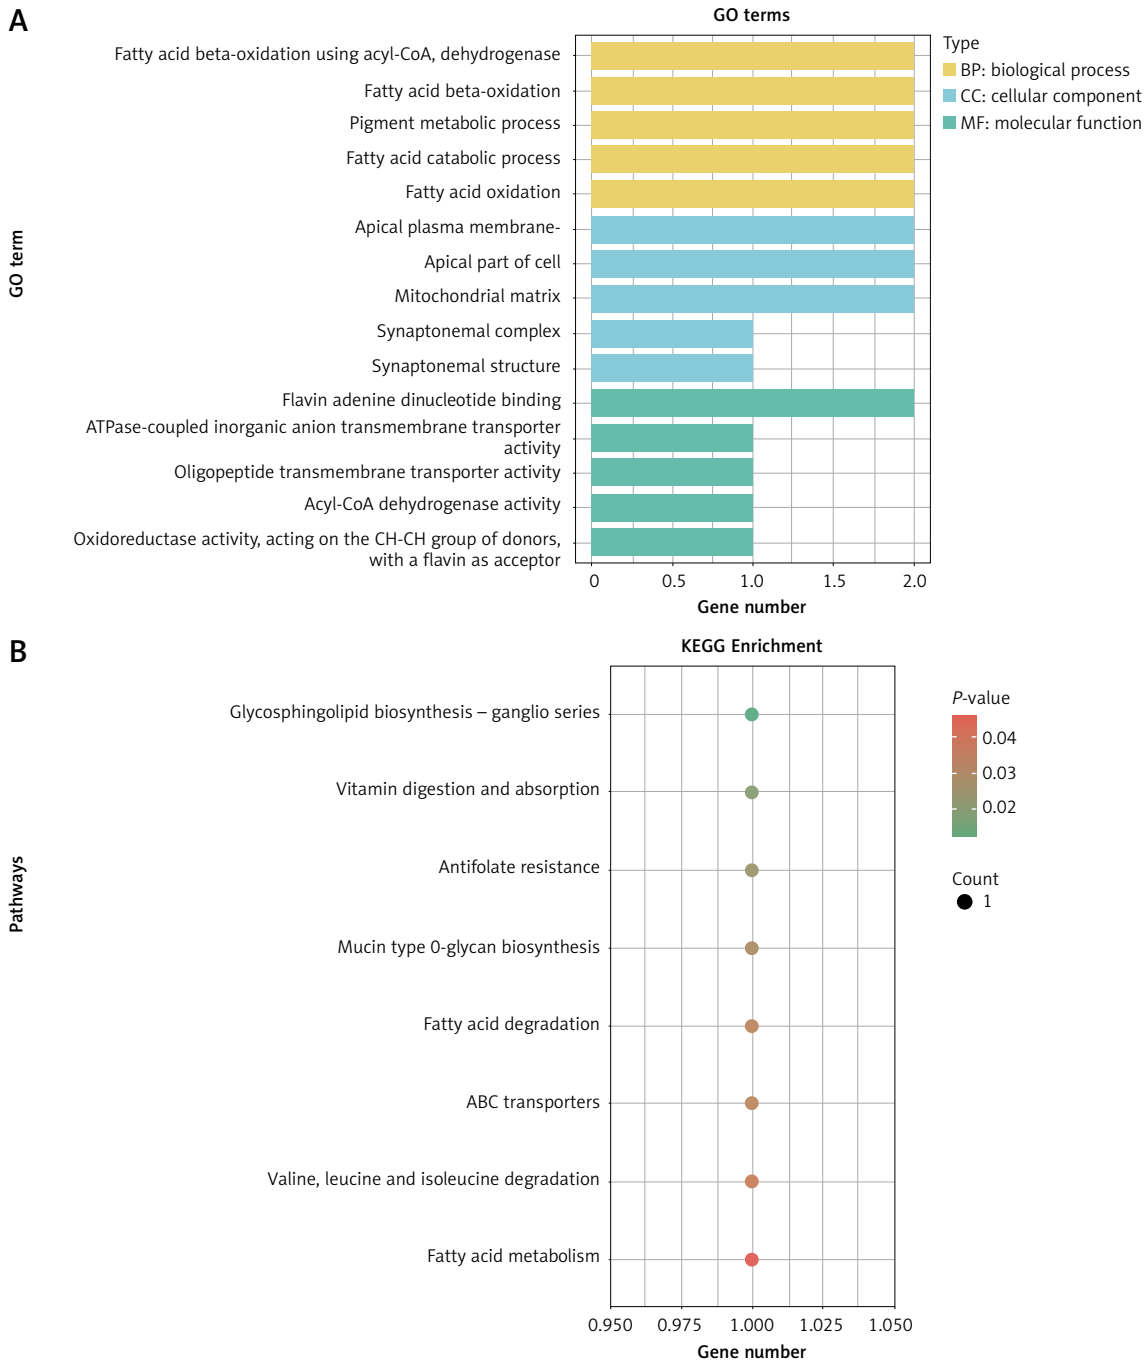 A
GO terms
GO term
Fatty acid beta-oxidation using acyl-CoA, dehydrogenase
Fatty acid beta-oxidation
Pigment metabolic process
Fatty acid catabolic process
Fatty acid oxidation
Apical plasma membrane-
Apical part of cell
Mitochondrial matrix
Synaptonemal complex
Synaptonemal structure
Flavin adenine dinucleotide binding
ATPase-coupled inorganic anion transmembrane transporter
activity
Oligopeptide transmembrane transporter activity
Acyl-CoA dehydrogenase activity
Oxidoreductase activity, acting on the CH-CH group of donors,
with a flavin as acceptor
0 0.5 1.0 1.5 2.0
Gene number
Type
BP: biological process
CC: cellular component
MF: molecular function
B
KEGG Enrichment
Pathways
Glycosphingolipid biosynthesis – ganglio series
Vitamin digestion and absorption
Antifolate resistance
Mucin type 0-glycan biosynthesis
Fatty acid degradation
ABC transporters
Valine, leucine and isoleucine degradation
Fatty acid metabolism
0.950 0.975 1.000 1.025 1.050
Gene number
P-value
0.04
0.03
0.02
Count
1